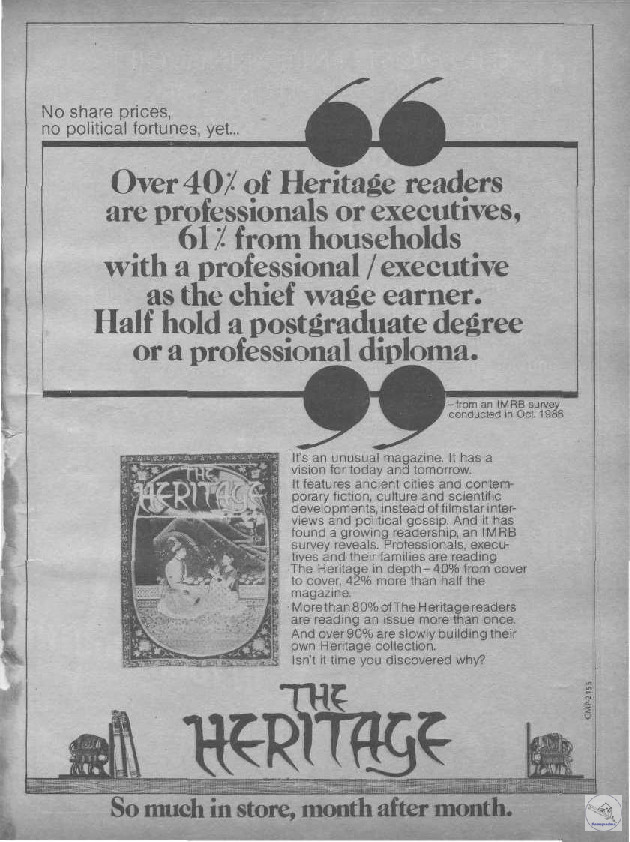 No share prices,
no political fortunes, yet...
Over 40% of Heritage readers
are professionals or executives,
61% from households
with a professional / executive
as the chief wage earner.
Half hold a postgraduate degree
or a professional diploma.
– from an IMRB survey
conducted in Oct. 1986
It's an unusual magazine. It has a
vision for today and tomorrow.
It features ancient cities and contem-
porary fiction, culture and scientific
developments, instead of filmstar inter-
views and political gossip. And it has
found a growing readership, an IMRB
survey reveals. Professionals, execu-
tives and their families are reading
The Heritage in depth – 40% from cover
to cover, 42% more than half the
magazine.
More than 80% of The Heritage readers
are reading an issue more than once.
And over 90% are slowly building their
own Heritage collection.
Isn't it time you discovered why?
THE
HERITAGE
THE
HERITAGE
So much in store, month after month.